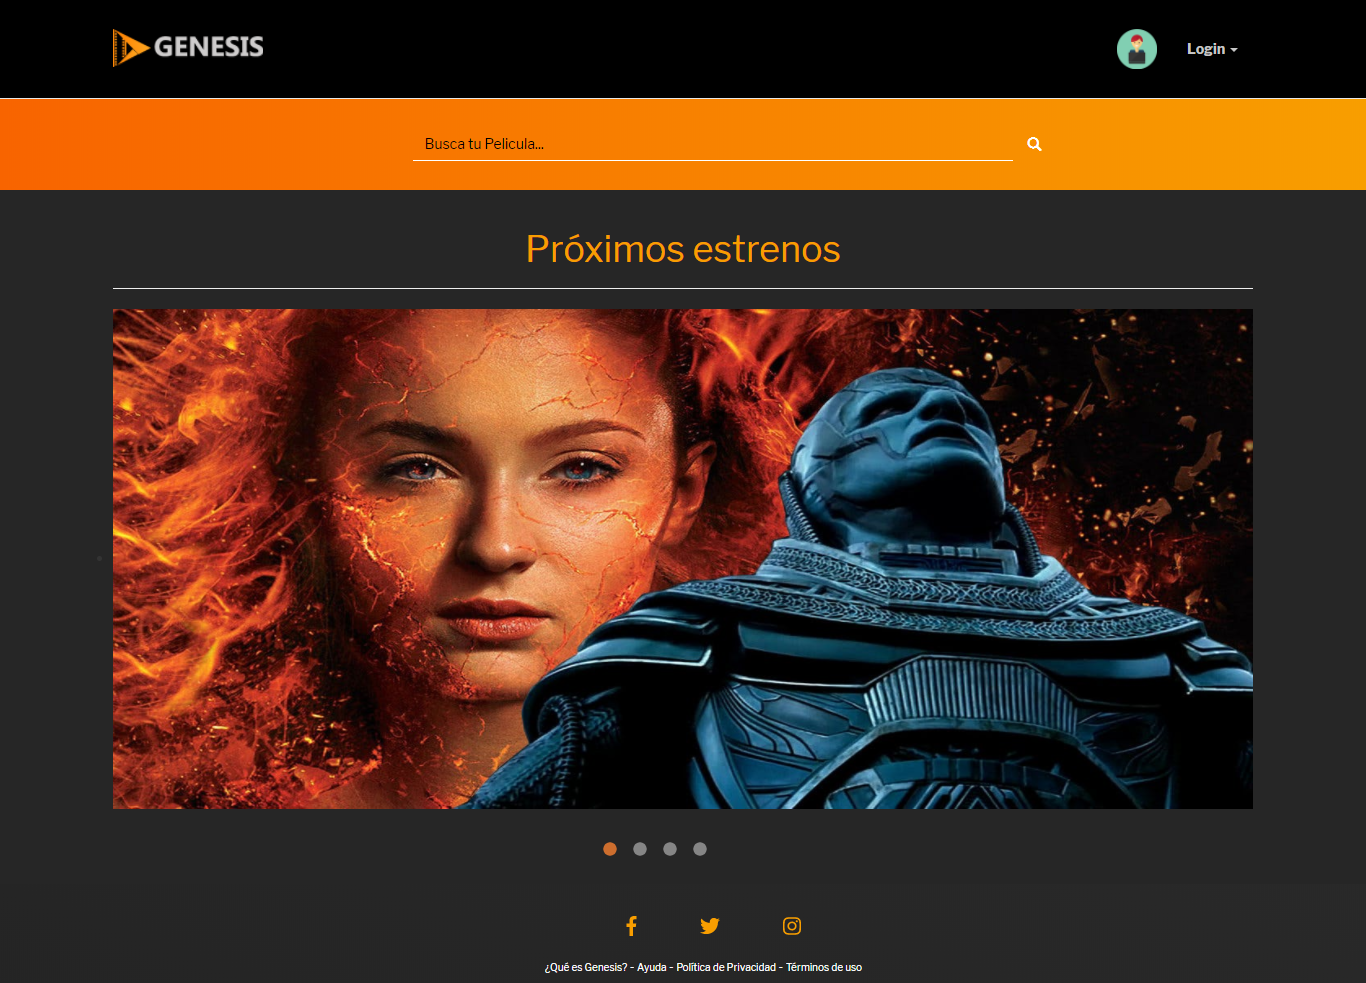 GENESIS
Login
Busca tu Pelicula...
Próximos estrenos
¿Qué es Genesis? - Ayuda - Política de Privacidad - Términos de uso